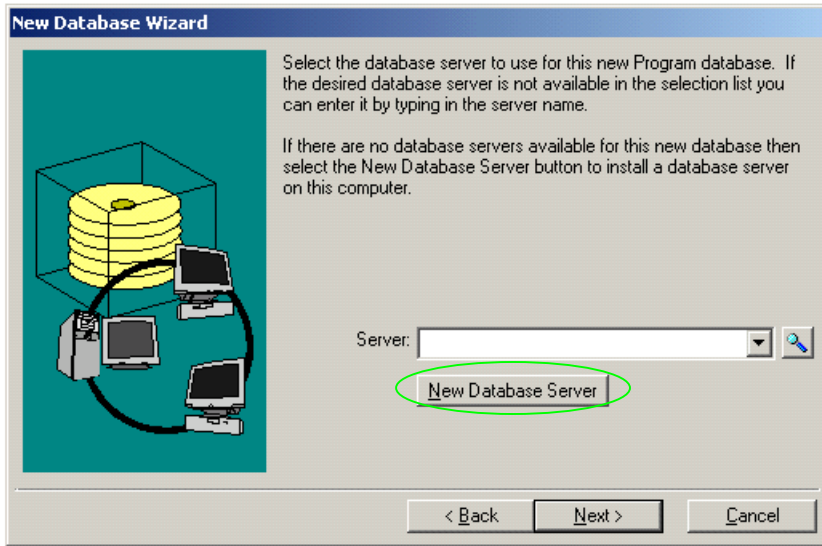 New Database Wizard
Select the database server to use for this new Program database.  If
the desired database server is not available in the selection list you
can enter it by typing in the server name.
If there are no database servers available for this new database then
select the New Database Server button to install a database server
on this computer.
Server:
New Database Server
< Back
Next >
Cancel